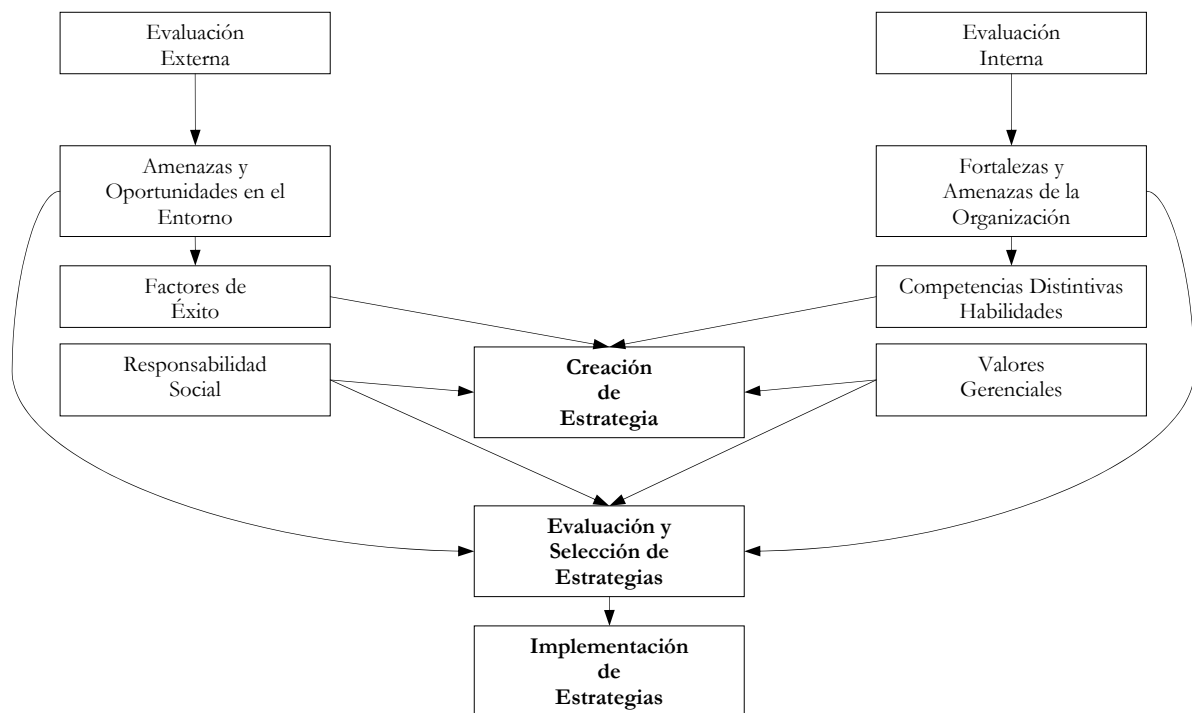 Evaluación
Externa
Evaluación
Interna
Amenazas y
Oportunidades en el
Entorno
Fortalezas y
Amenazas de la
Organización
Factores de
Éxito
Competencias Distintivas
Habilidades
Responsabilidad
Social
Creación
de
Estrategia
Valores
Gerenciales
Evaluación y
Selección de
Estrategias
Implementación
de
Estrategias